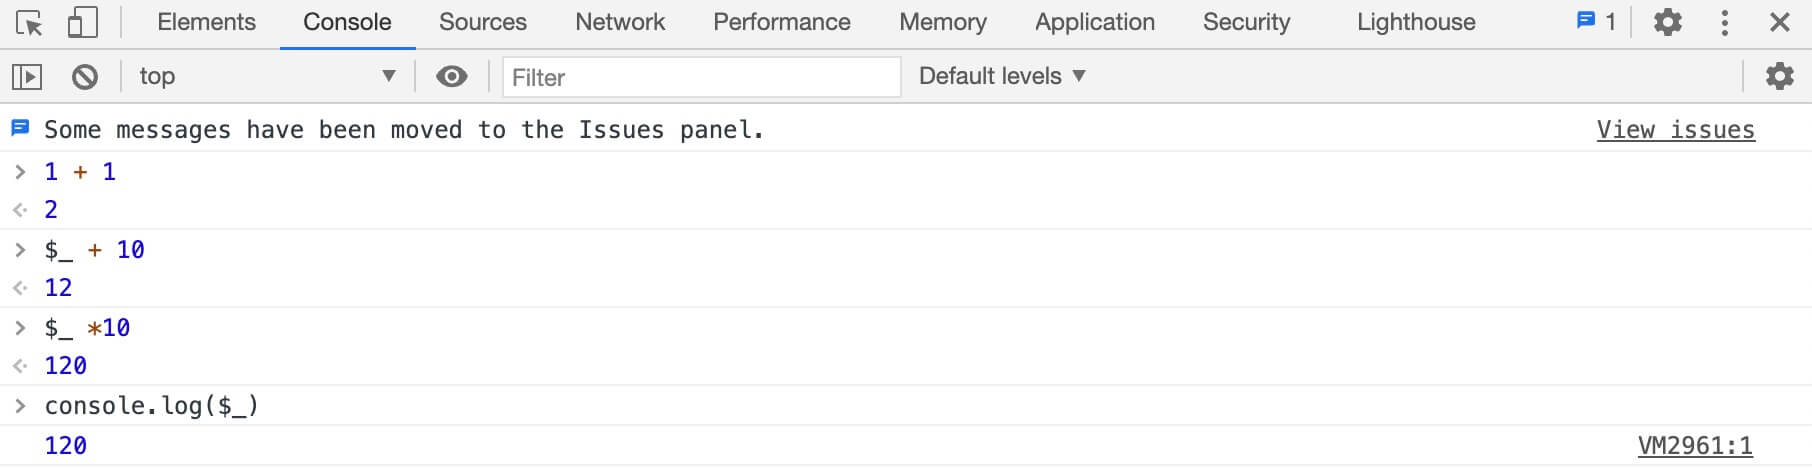 Elements Console Sources Network Performance Memory Application Security Lighthouse 1
top Filter Default levels
Some messages have been moved to the Issues panel. View issues
> 1 + 1
2
> $_ + 10
12
> $_ *10
120
> console.log($_)
120 VM2961:1